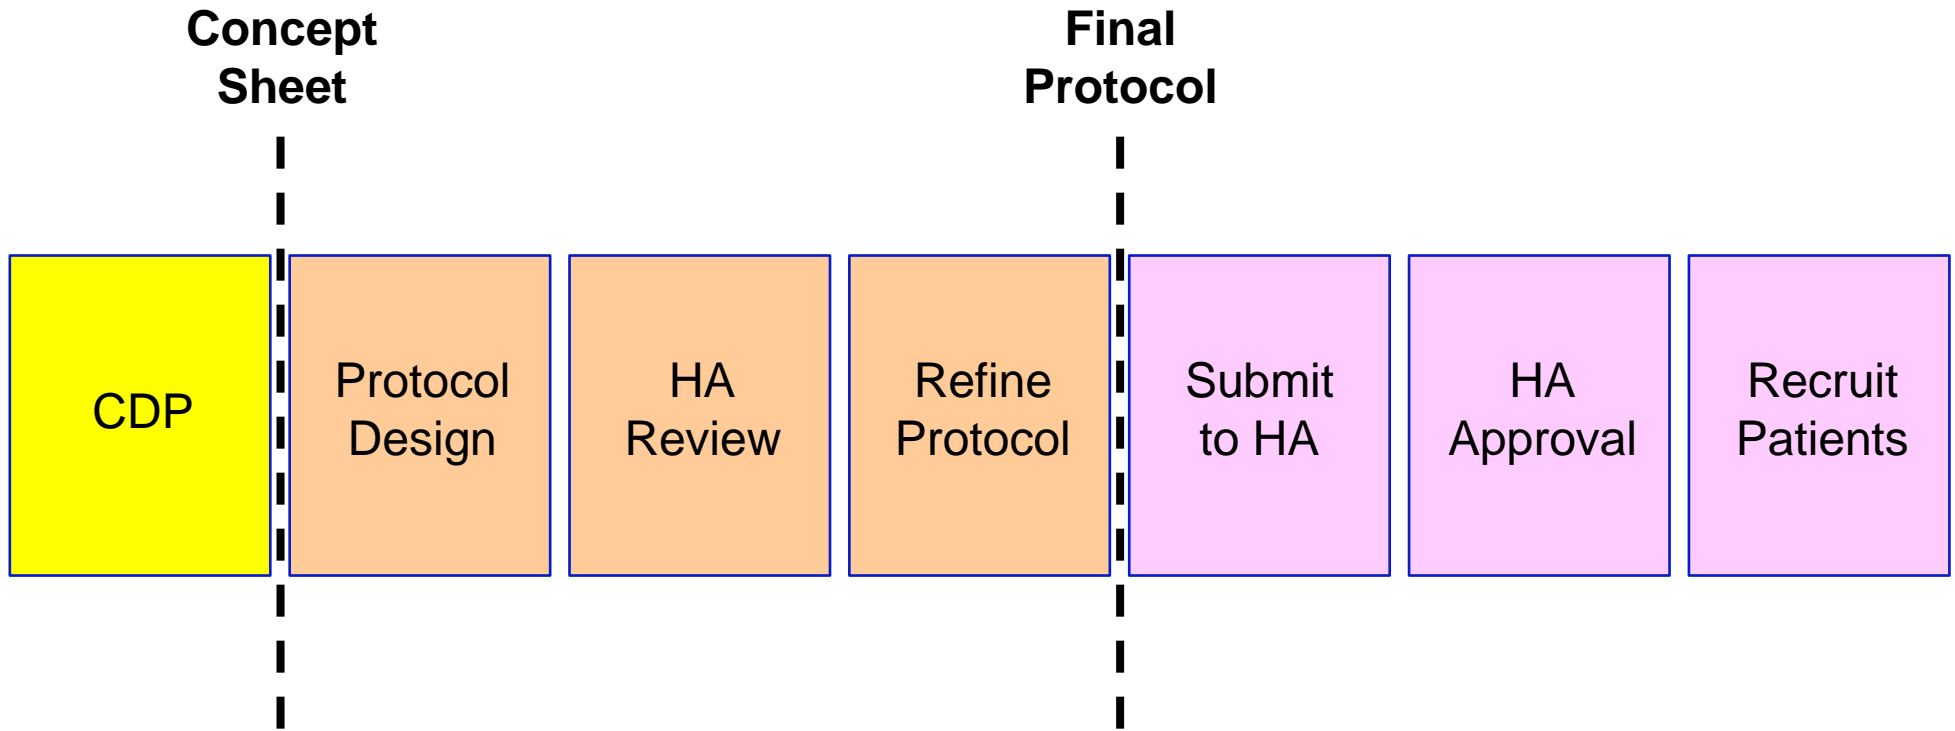 Concept
Sheet
Final
Protocol
CDP
Protocol
Design
HA
Review
Refine
Protocol
Submit
to HA
HA
Approval
Recruit
Patients